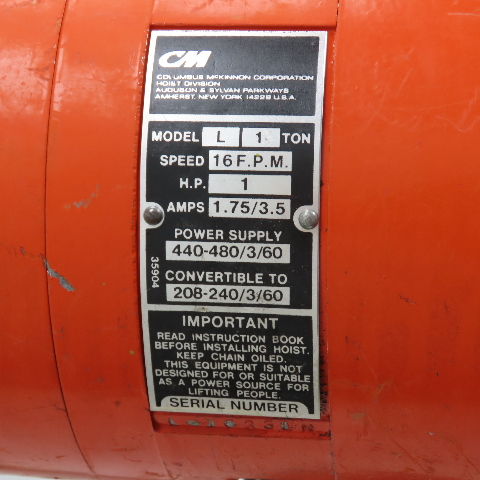 CM
COLUMBUS McKINNON CORPORATION
HOIST DIVISION
AUDUBON & SYLVAN PARKWAYS
AMHERST, NEW YORK 14228 U.S.A.
MODEL L 1 TON
SPEED 16 F.P.M.
H.P. 1
AMPS 1.75/3.5
POWER SUPPLY
440-480/3/60
CONVERTIBLE TO
208-240/3/60
35904
IMPORTANT
READ INSTRUCTION BOOK
BEFORE INSTALLING HOIST.
KEEP CHAIN OILED.
THIS EQUIPMENT IS NOT
DESIGNED FOR OR SUITABLE
AS A POWER SOURCE FOR
LIFTING PEOPLE.
SERIAL NUMBER